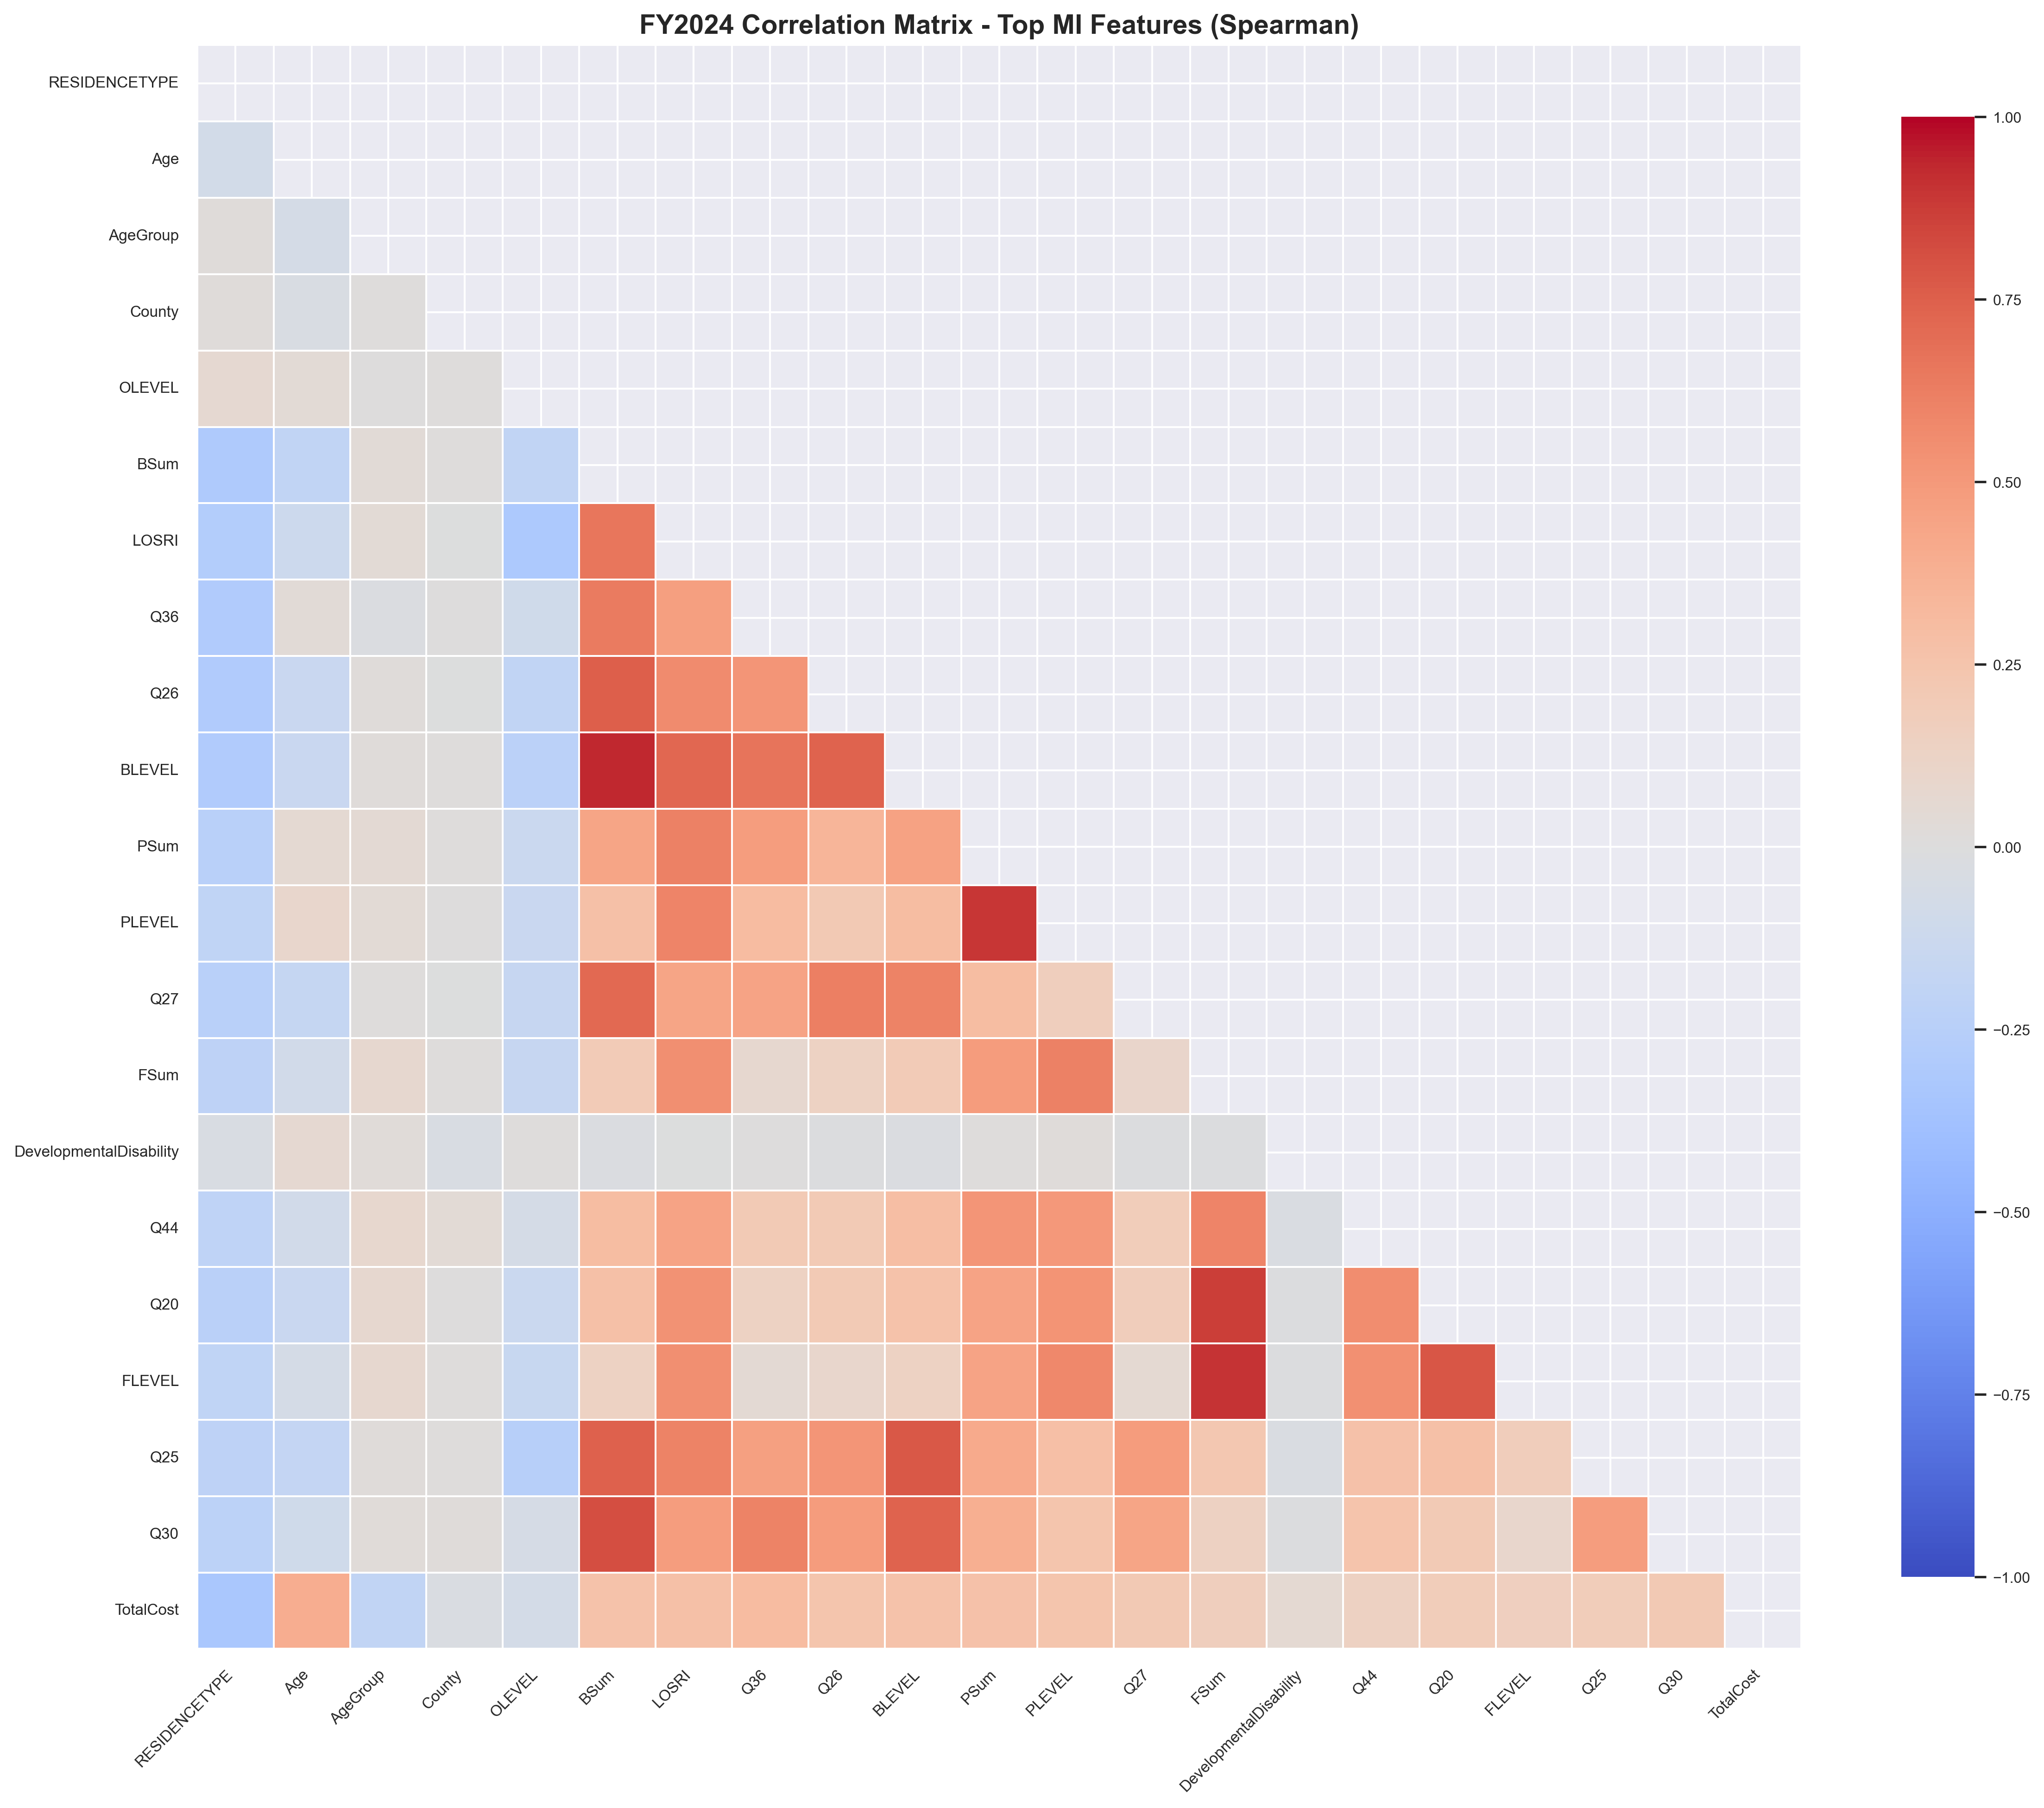 FY2024 Correlation Matrix - Top MI Features (Spearman)
RESIDENCETYPE
Age
AgeGroup
County
OLEVEL
BSum
LOSRI
Q36
Q26
BLEVEL
PSum
PLEVEL
Q27
FSum
DevelopmentalDisability
Q44
Q20
FLEVEL
Q25
Q30
TotalCost
RESIDENCETYPE
Age
AgeGroup
County
OLEVEL
BSum
LOSRI
Q36
Q26
BLEVEL
PSum
PLEVEL
Q27
FSum
DevelopmentalDisability
Q44
Q20
FLEVEL
Q25
Q30
TotalCost
1.00
0.75
0.50
0.25
0.00
−0.25
−0.50
−0.75
−1.00